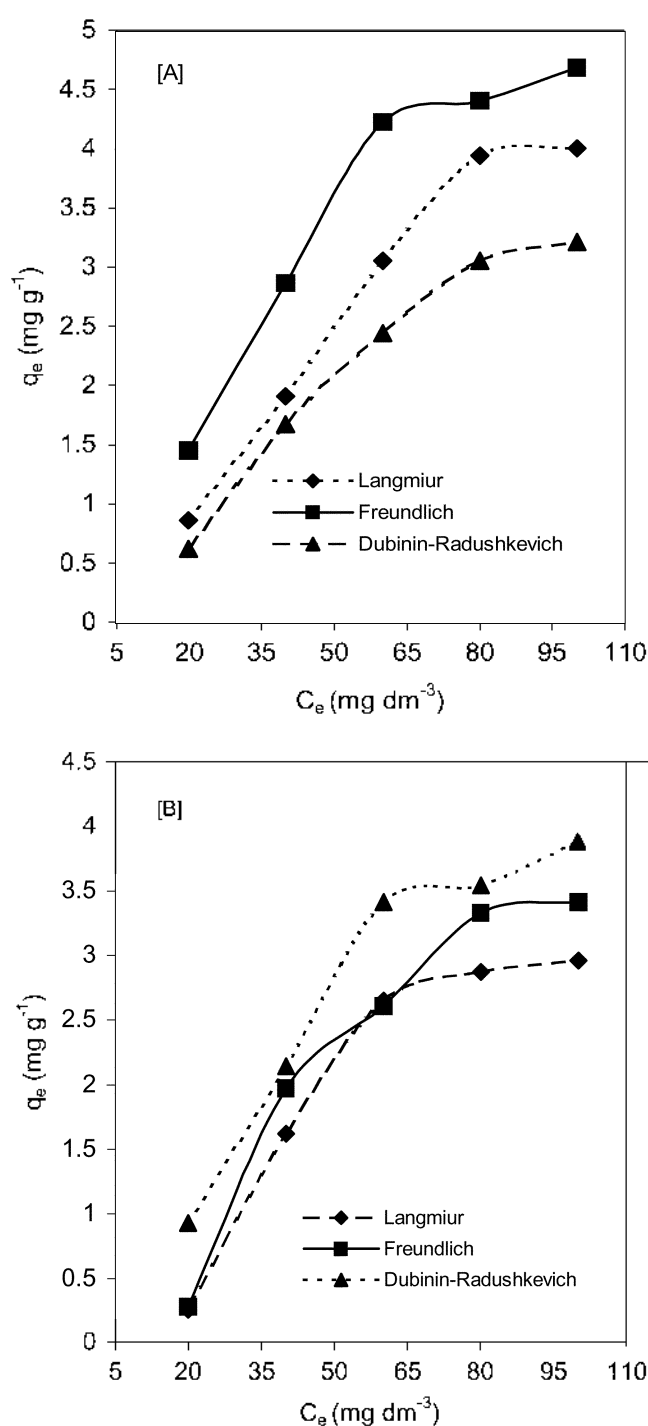 5
[A]
4.5
4
3.5
3
2.5
2
1.5
1
0.5
0
qe (mg g-1)
Langmiur
Freundlich
Dubinin-Radushkevich
5 20 35 50 65 80 95 110
Ce (mg dm-3)
4.5
[B]
4
3.5
3
2.5
2
1.5
1
0.5
0
qe (mg g-1)
Langmiur
Freundlich
Dubinin-Radushkevich
5 20 35 50 65 80 95 110
Ce (mg dm-3)